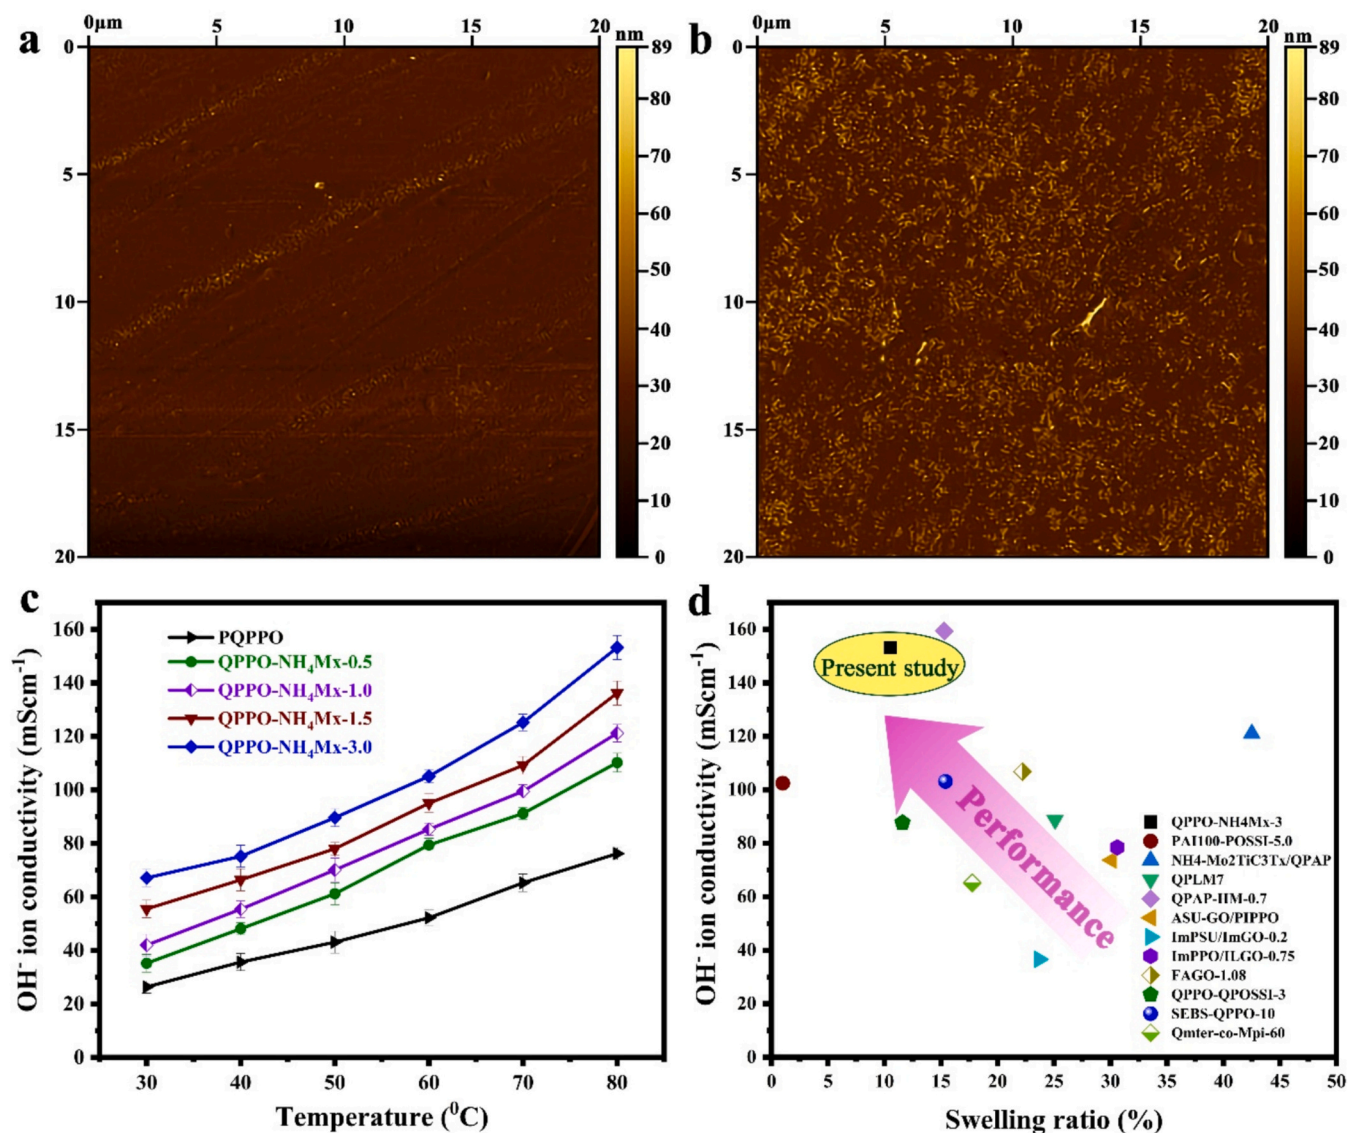 a
0µm 5 10 15 20
0
5
10
15
20
nm
89
80
70
60
50
40
30
20
10
0
b
0µm 5 10 15 20
0
5
10
15
20
nm
89
80
70
60
50
40
30
20
10
0
c
OH⁻ ion conductivity (mScm⁻¹)
160
140
120
100
80
60
40
20
0
PQPPO
QPPO-NH₄Mx-0.5
QPPO-NH₄Mx-1.0
QPPO-NH₄Mx-1.5
QPPO-NH₄Mx-3.0
30 40 50 60 70 80
Temperature (⁰C)
d
OH⁻ ion conductivity (mScm⁻¹)
160
140
120
100
80
60
40
20
0
Present study
Performance
QPPO-NH4Mx-3
PAI100-POSSI-5.0
NH4-Mo2TiC3Tx/QPAP
QPLM7
QPAP-HM-0.7
ASU-GO/PIPPO
ImPSU/ImGO-0.2
ImPPO/ILGO-0.75
FAGO-1.08
QPPO-QPOSSI-3
SEBS-QPPO-10
Qmter-co-Mpi-60
0 5 10 15 20 25 30 35 40 45 50
Swelling ratio (%)